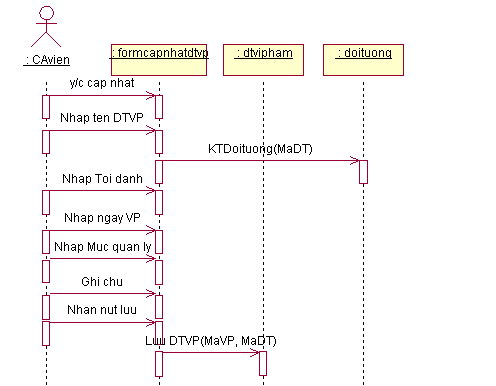 : CAvien
: formcapnhatdtvp
: dtvipham
: doituong
y/c cap nhat
Nhap ten DTVP
KTDoituong(MaDT)
Nhap Toi danh
Nhap ngay VP
Nhap Muc quan ly
Ghi chu
Nhan nut luu
Luu DTVP(MaVP, MaDT)